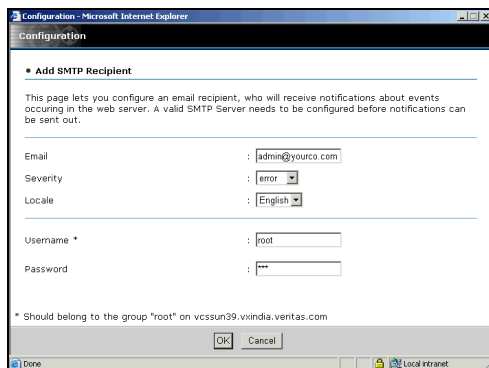 Configuration - Microsoft Internet Explorer
Configuration
Add SMTP Recipient
This page lets you configure an email recipient, who will receive notifications about events
occuring in the web server. A valid SMTP Server needs to be configured before notifications can
be sent out.
Email : admin@yourco.com
Severity : error
Locale : English
Username * : root
Password : ***
* Should belong to the group "root" on vcssun39.vxindia.veritas.com
OK Cancel
Done Local intranet